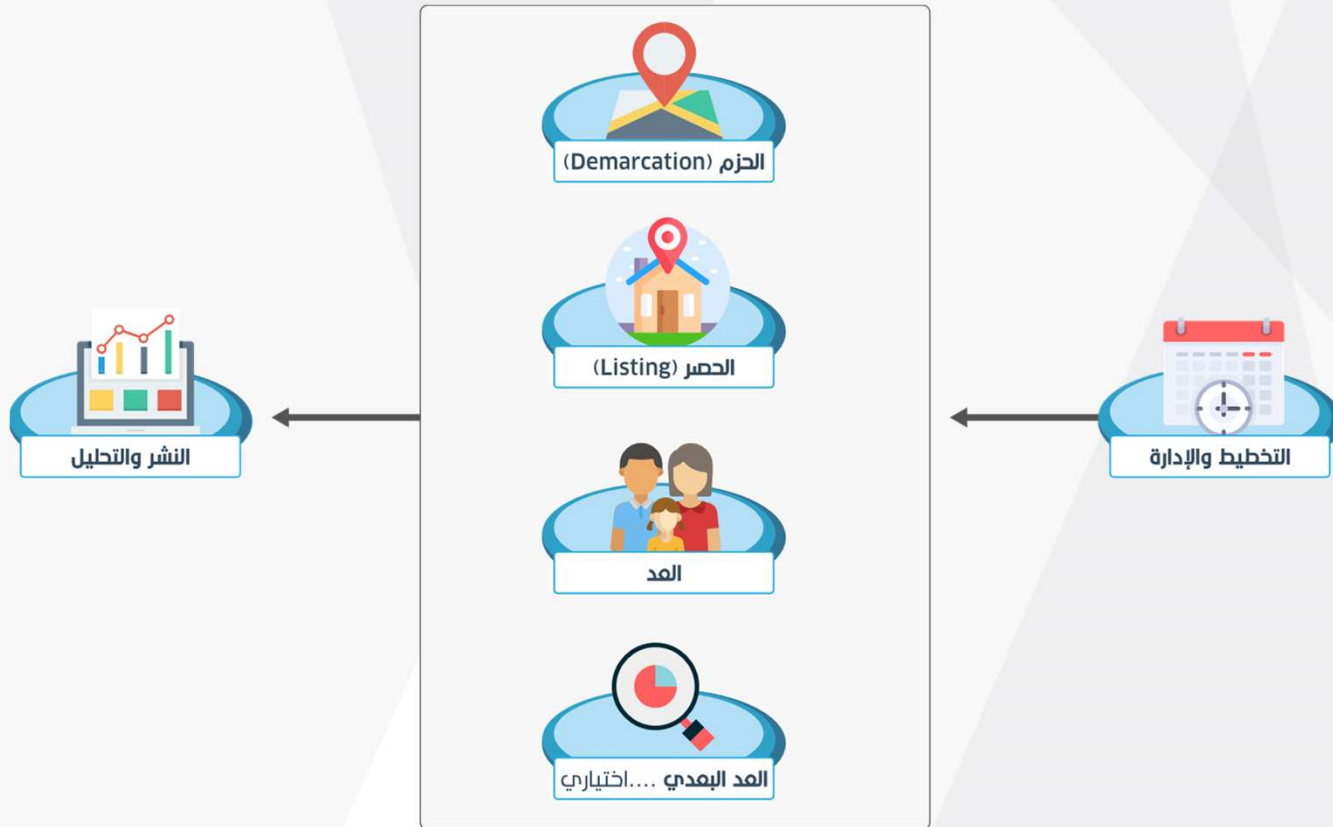 التخطيط والإدارة
الحزم (Demarcation)
الحصر (Listing)
العد
العد البعدي ....اختياري
النشر والتحليل